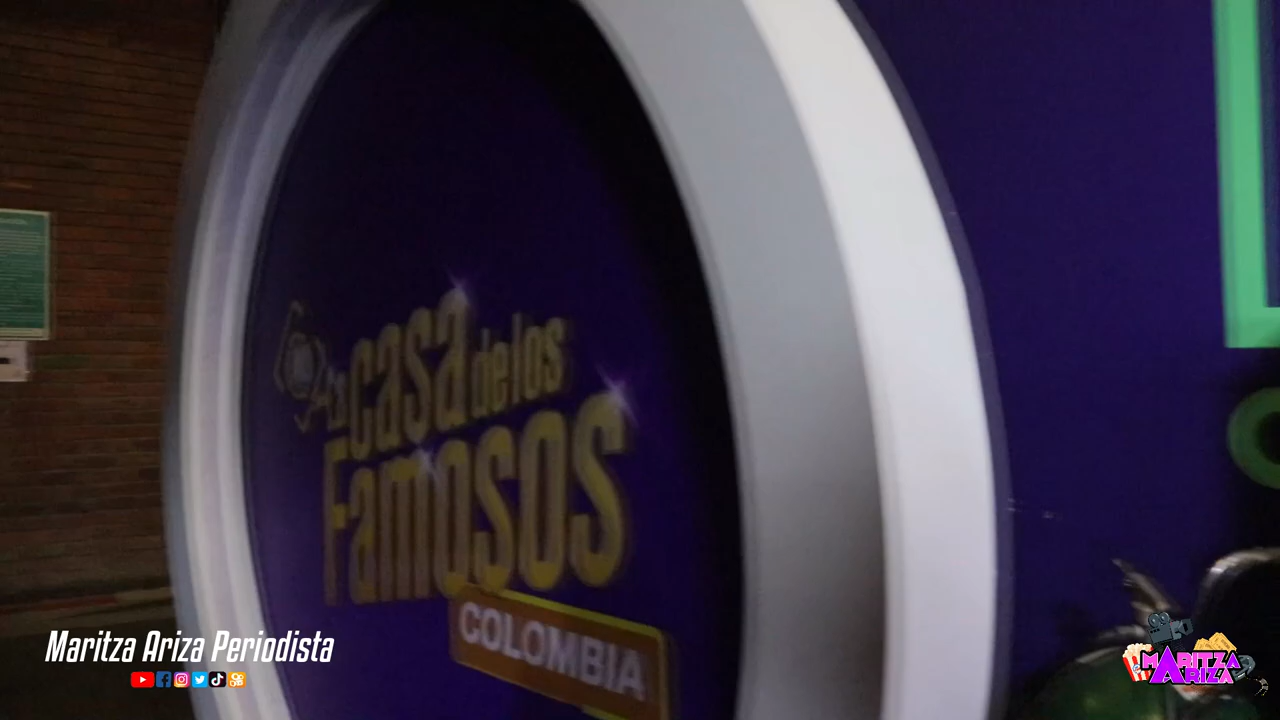 La casa de los
Famosos
COLOMBIA
Maritza Ariza Periodista
MARITZA
ARIZA